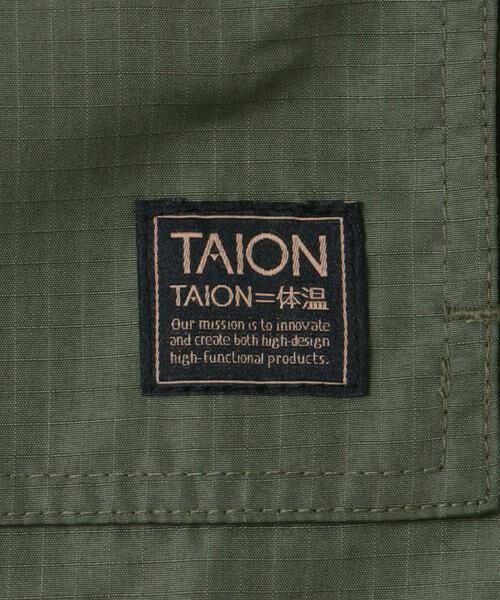 TAION
TAION=体温
Our mission is to innovate
and create both high-design
high-functional products.